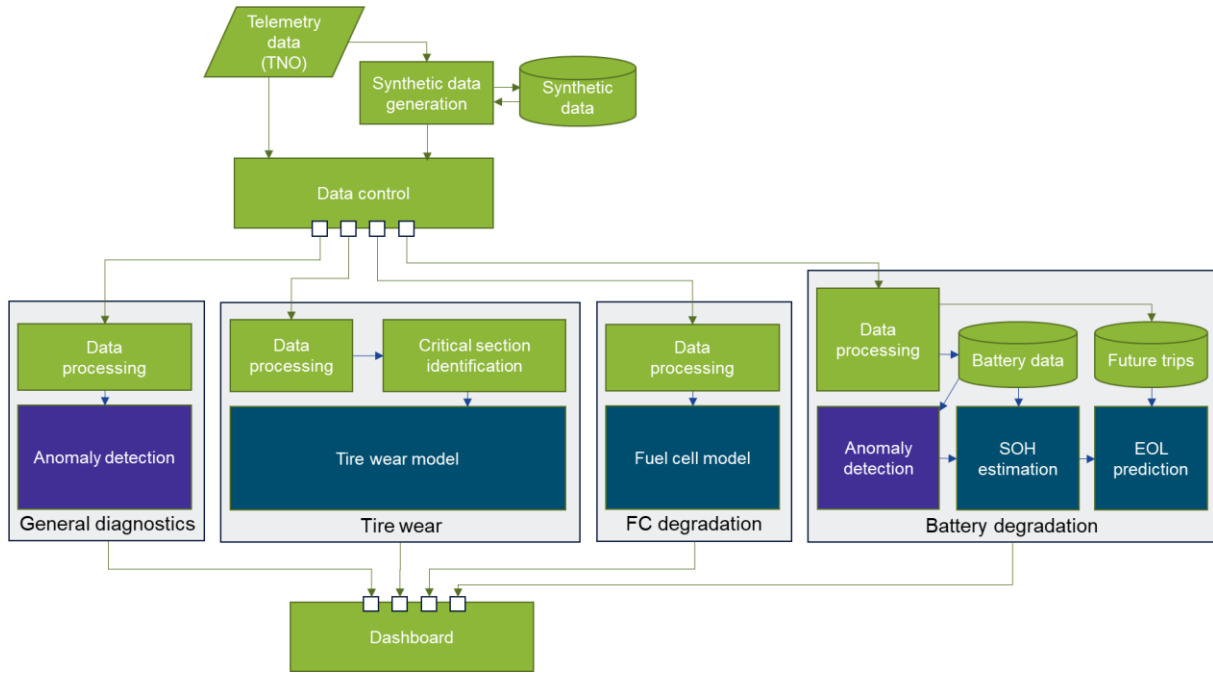 Telemetry
data
(TNO)
Synthetic data
generation
Synthetic
data
Data control
Data
processing
Anomaly detection
General diagnostics
Data
processing
Critical section
identification
Tire wear model
Tire wear
Data
processing
Fuel cell model
FC degradation
Data
processing
Battery data
Future trips
Anomaly
detection
SOH
estimation
EOL
prediction
Battery degradation
Dashboard